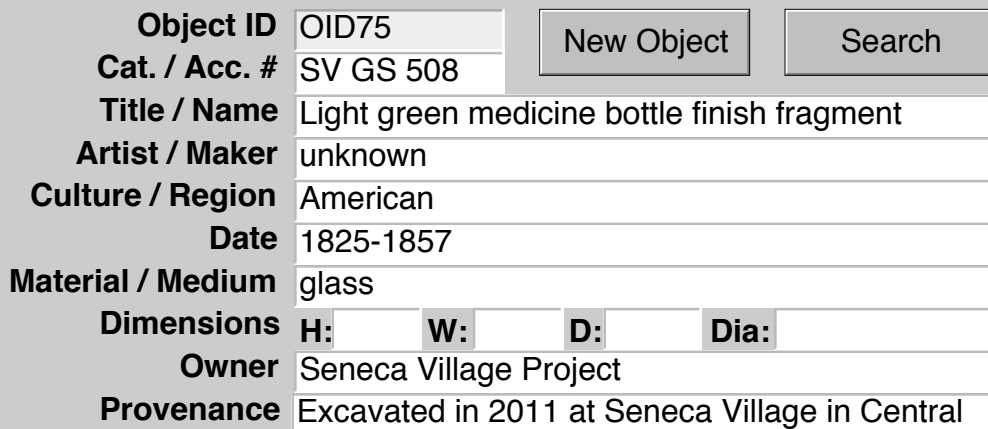 Object ID OID75 New Object Search
Cat. / Acc. # SV GS 508
Title / Name Light green medicine bottle finish fragment
Artist / Maker unknown
Culture / Region American
Date 1825-1857
Material / Medium glass
Dimensions H: W: D: Dia:
Owner Seneca Village Project
Provenance Excavated in 2011 at Seneca Village in Central